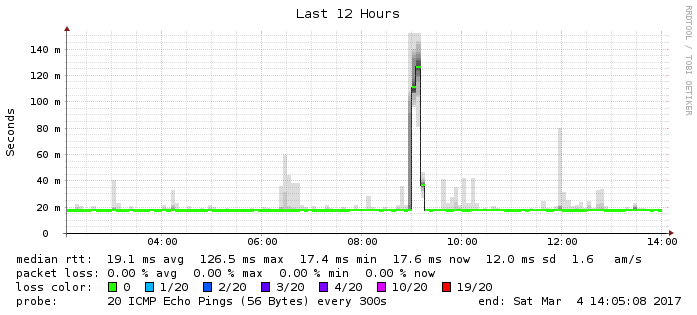 Last 12 Hours
RRDTOOL / TOBI OETIKER
Seconds
140 m
120 m
100 m
80 m
60 m
40 m
20 m
0
04:00 06:00 08:00 10:00 12:00 14:00
median rtt: 19.1 ms avg 126.5 ms max 17.4 ms min 17.6 ms now 12.0 ms sd 1.6 am/s
packet loss: 0.00 % avg 0.00 % max 0.00 % min 0.00 % now
loss color: 0 1/20 2/20 3/20 4/20 10/20 19/20
probe: 20 ICMP Echo Pings (56 Bytes) every 300s end: Sat Mar 4 14:05:08 2017